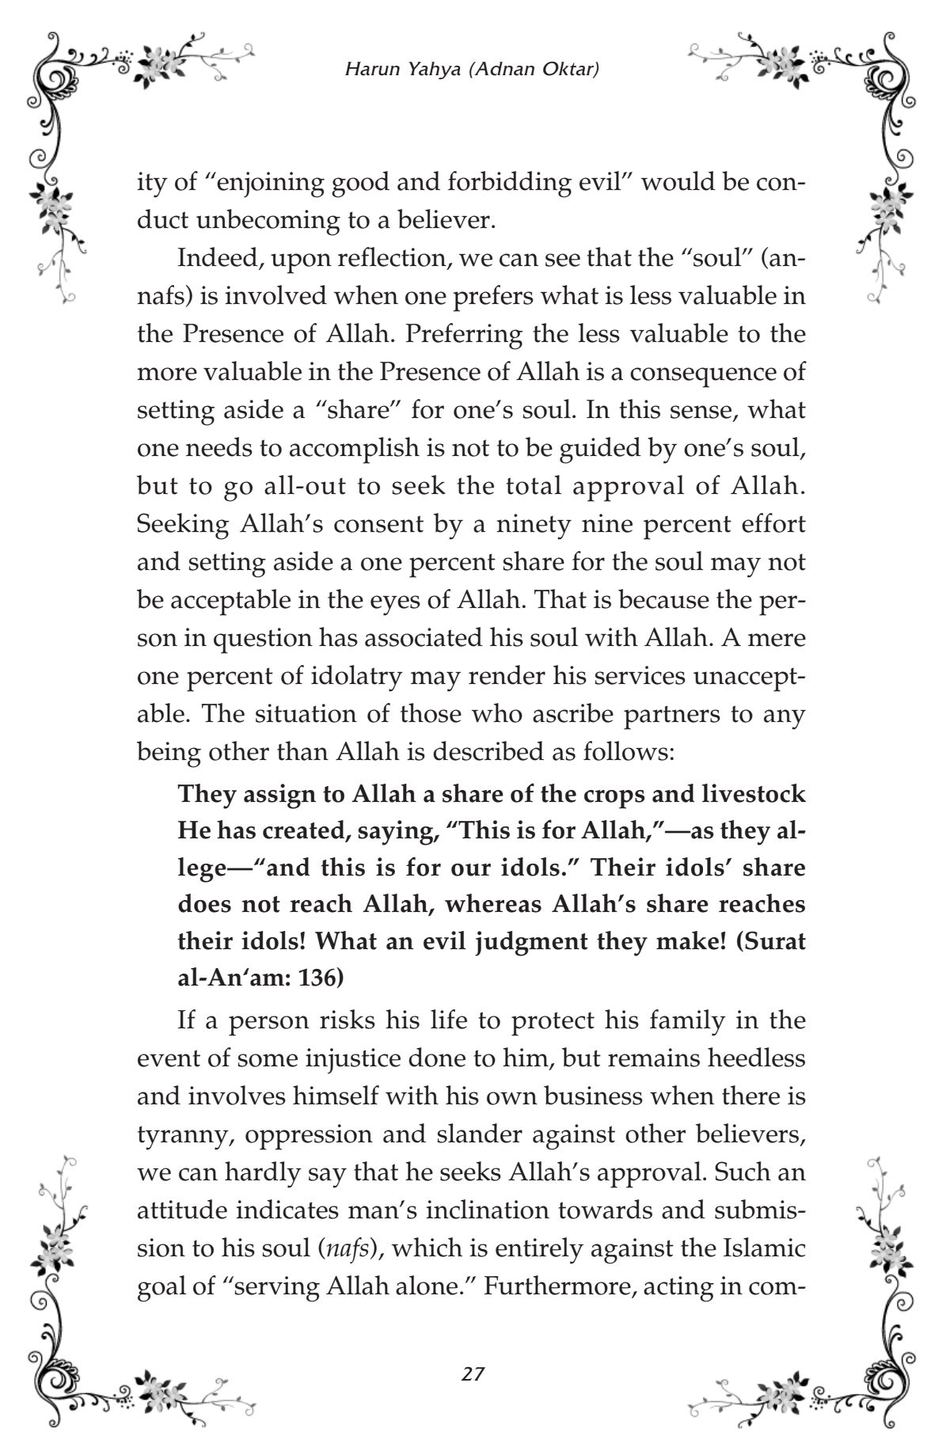 Harun Yahya (Adnan Oktar)
ity of “enjoining good and forbidding evil” would be con-
duct unbecoming to a believer.
Indeed, upon reflection, we can see that the “soul” (an-
nafs) is involved when one prefers what is less valuable in
the Presence of Allah. Preferring the less valuable to the
more valuable in the Presence of Allah is a consequence of
setting aside a “share” for one’s soul. In this sense, what
one needs to accomplish is not to be guided by one’s soul,
but to go all-out to seek the total approval of Allah.
Seeking Allah’s consent by a ninety nine percent effort
and setting aside a one percent share for the soul may not
be acceptable in the eyes of Allah. That is because the per-
son in question has associated his soul with Allah. A mere
one percent of idolatry may render his services unaccept-
able. The situation of those who ascribe partners to any
being other than Allah is described as follows:
They assign to Allah a share of the crops and livestock
He has created, saying, “This is for Allah,”—as they al-
lege—“and this is for our idols.” Their idols’ share
does not reach Allah, whereas Allah’s share reaches
their idols! What an evil judgment they make! (Surat
al-An‘am: 136)
If a person risks his life to protect his family in the
event of some injustice done to him, but remains heedless
and involves himself with his own business when there is
tyranny, oppression and slander against other believers,
we can hardly say that he seeks Allah’s approval. Such an
attitude indicates man’s inclination towards and submis-
sion to his soul (nafs), which is entirely against the Islamic
goal of “serving Allah alone.” Furthermore, acting in com-
27